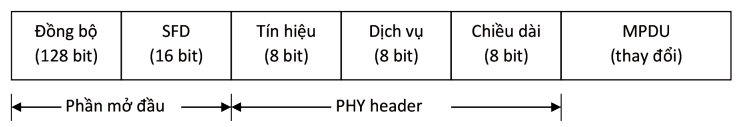 Đồng bộ
(128 bit)
SFD
(16 bit)
Tín hiệu
(8 bit)
Dịch vụ
(8 bit)
Chiều dài
(8 bit)
MPDU
(thay đổi)
Phần mở đầu
PHY header